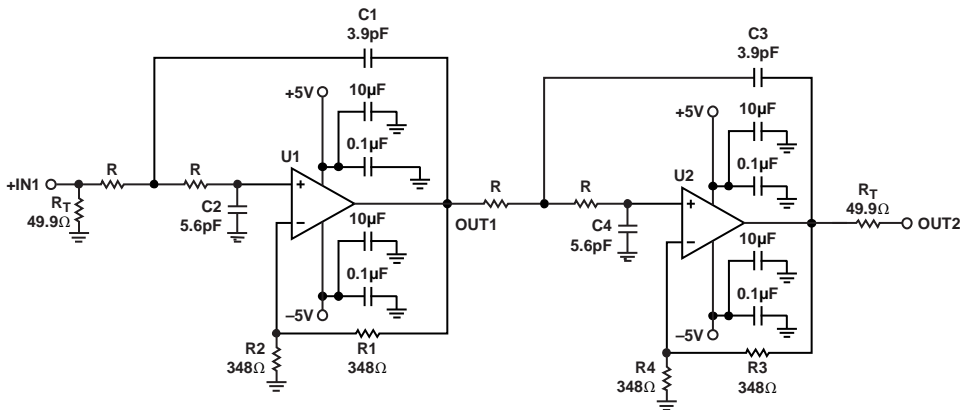 C1
3.9pF
C3
3.9pF
+5V
10µF
0.1µF
U1
+IN1
R
R
RT
49.9Ω
C2
5.6pF
+
–
10µF
0.1µF
–5V
R2
348Ω
R1
348Ω
OUT1
R
R
C4
5.6pF
+5V
10µF
0.1µF
U2
+
–
10µF
0.1µF
–5V
R4
348Ω
R3
348Ω
RT
49.9Ω
OUT2